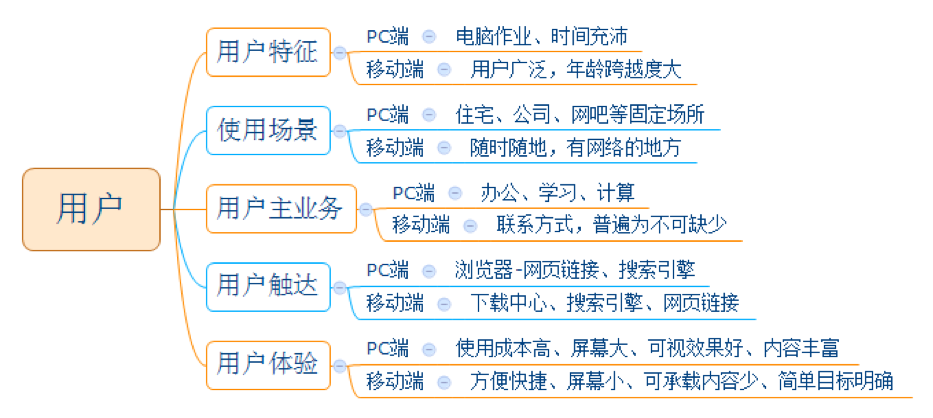 用户
用户特征
PC端 电脑作业、时间充沛
移动端 用户广泛，年龄跨越度大
使用场景
PC端 住宅、公司、网吧等固定场所
移动端 随时随地，有网络的地方
用户主业务
PC端 办公、学习、计算
移动端 联系方式，普遍为不可缺少
用户触达
PC端 浏览器-网页链接、搜索引擎
移动端 下载中心、搜索引擎、网页链接
用户体验
PC端 使用成本高、屏幕大、可视效果好、内容丰富
移动端 方便快捷、屏幕小、可承载内容少、简单目标明确